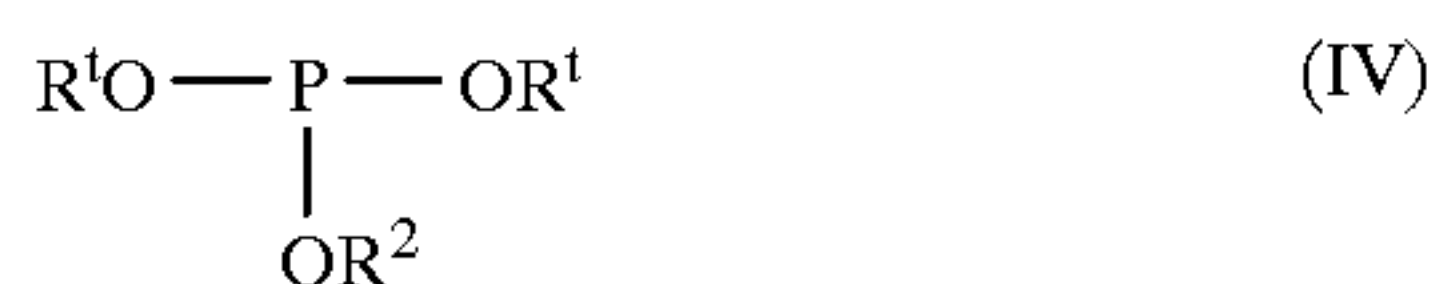 RᵗO — P — ORᵗ (IV)
OR²